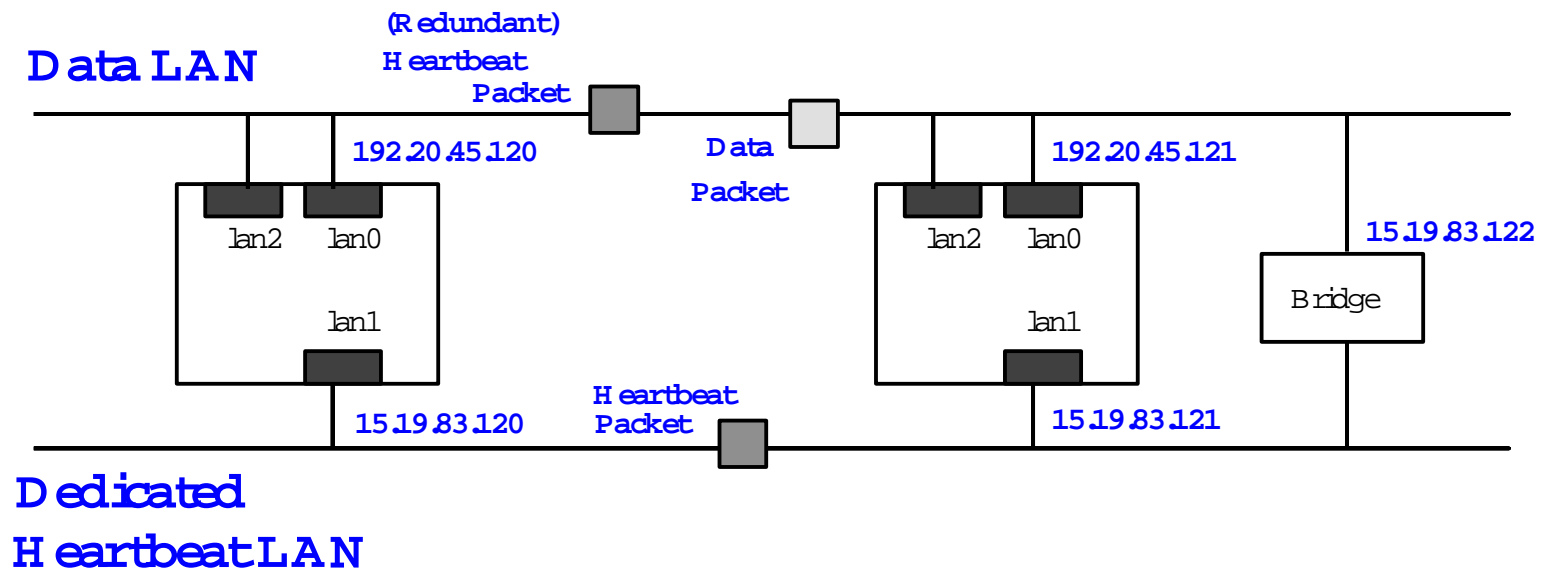 (Redundant)
Heartbeat
Packet
Data LAN
192.20.45.120
Data
Packet
192.20.45.121
lan2 lan0
lan2 lan0
15.19.83.122
Bridge
lan1
lan1
Heartbeat
Packet
15.19.83.120
15.19.83.121
Dedicated
Heartbeat LAN